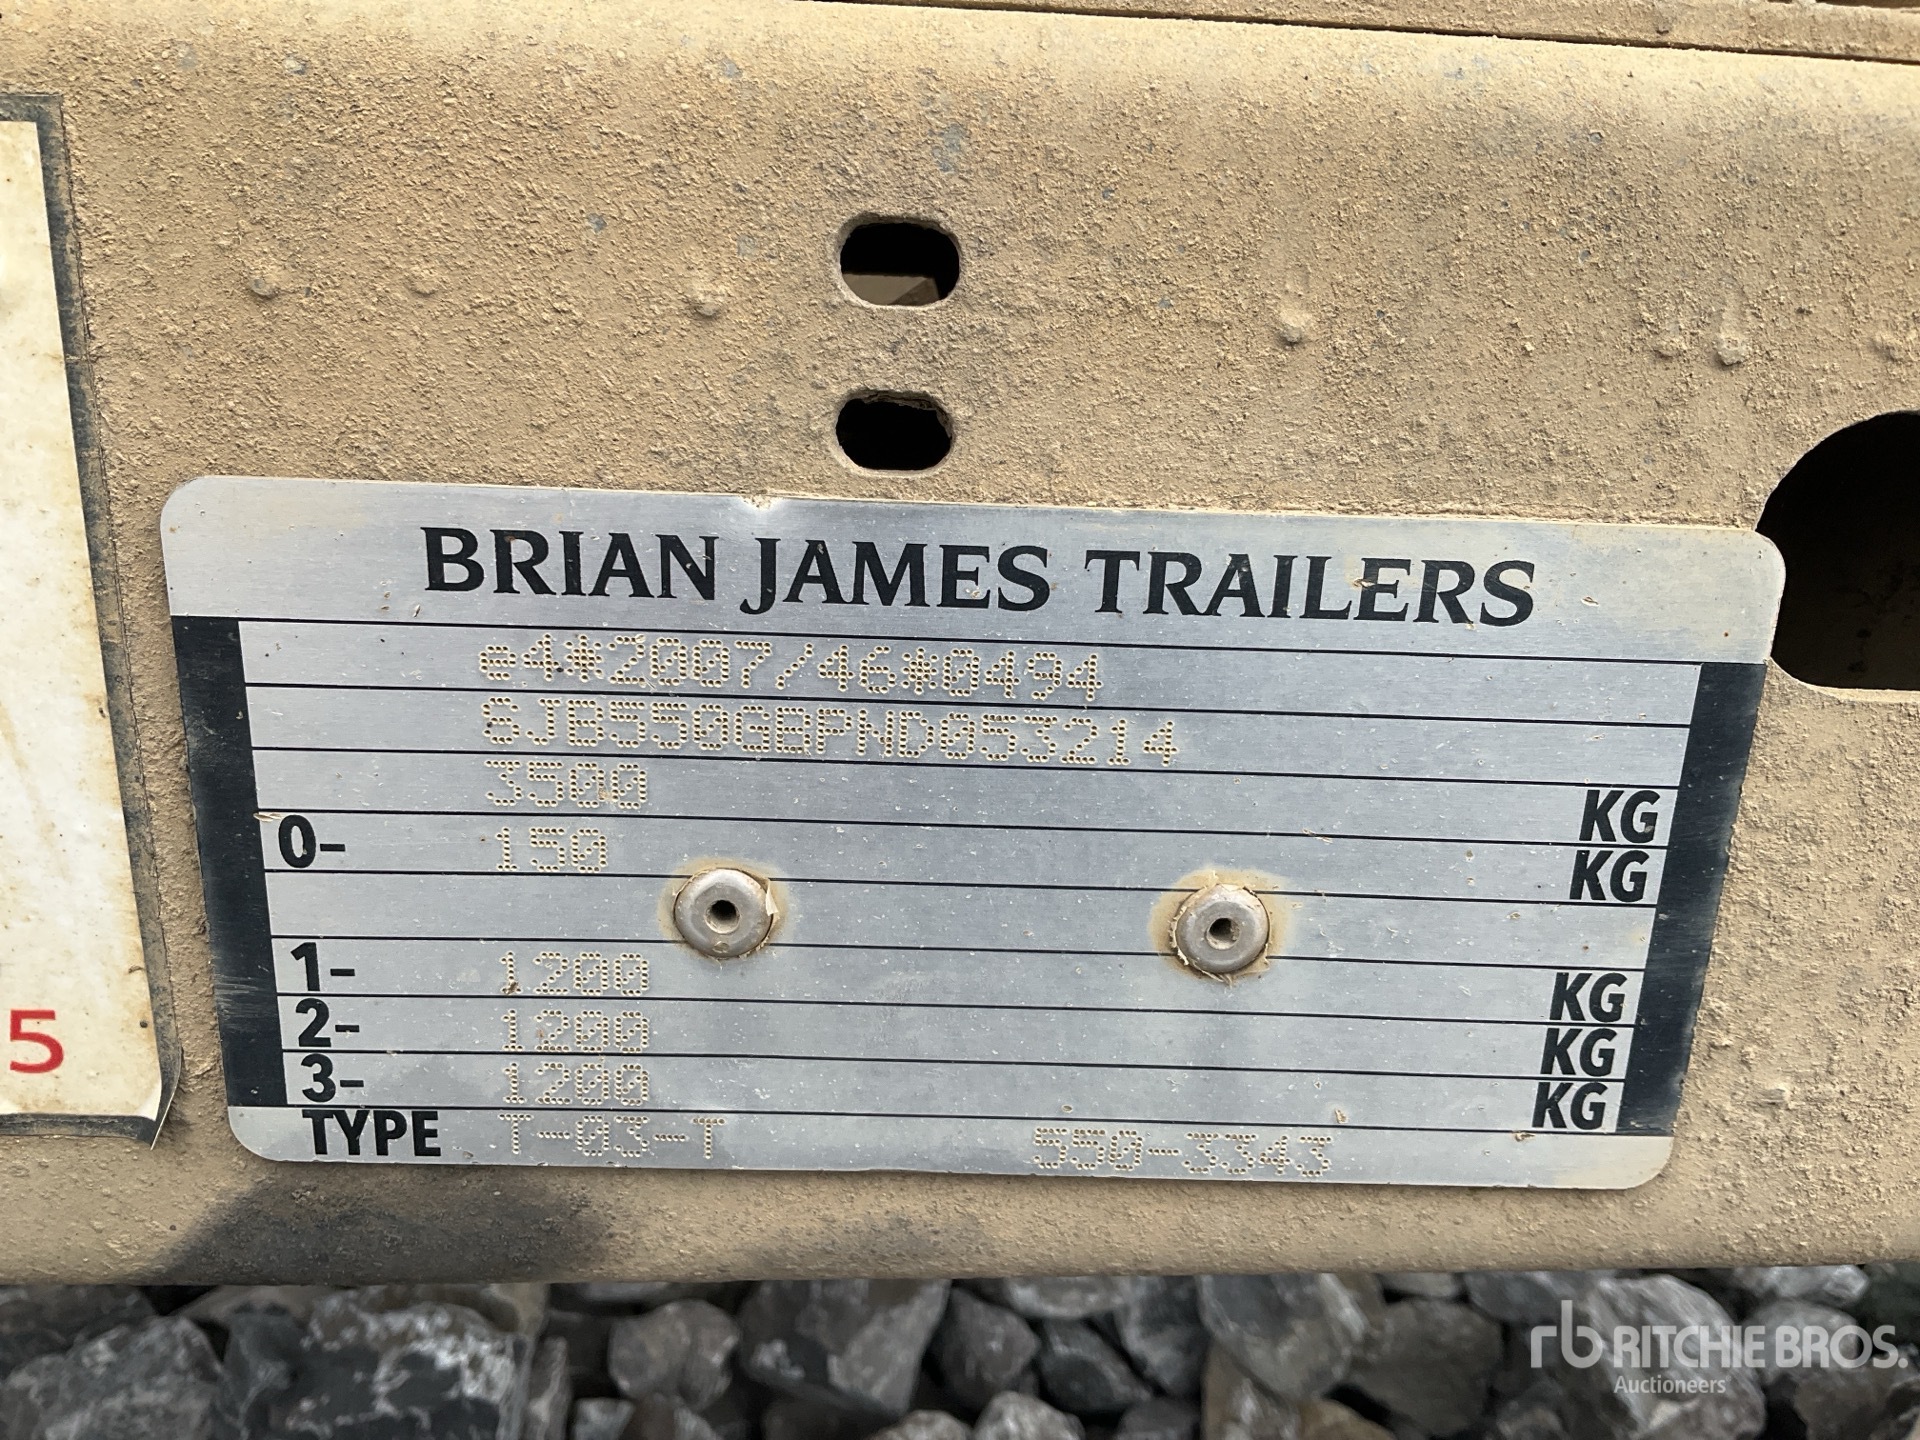 BRIAN JAMES TRAILERS
e4*2007/46*0494
SJB550GBPND053214
3500 KG
0- 150 KG
1- 1200 KG
2- 1200 KG
3- 1200 KG
TYPE T-03-T 550-3343
5
rb RITCHIE BROS.
Auctioneers